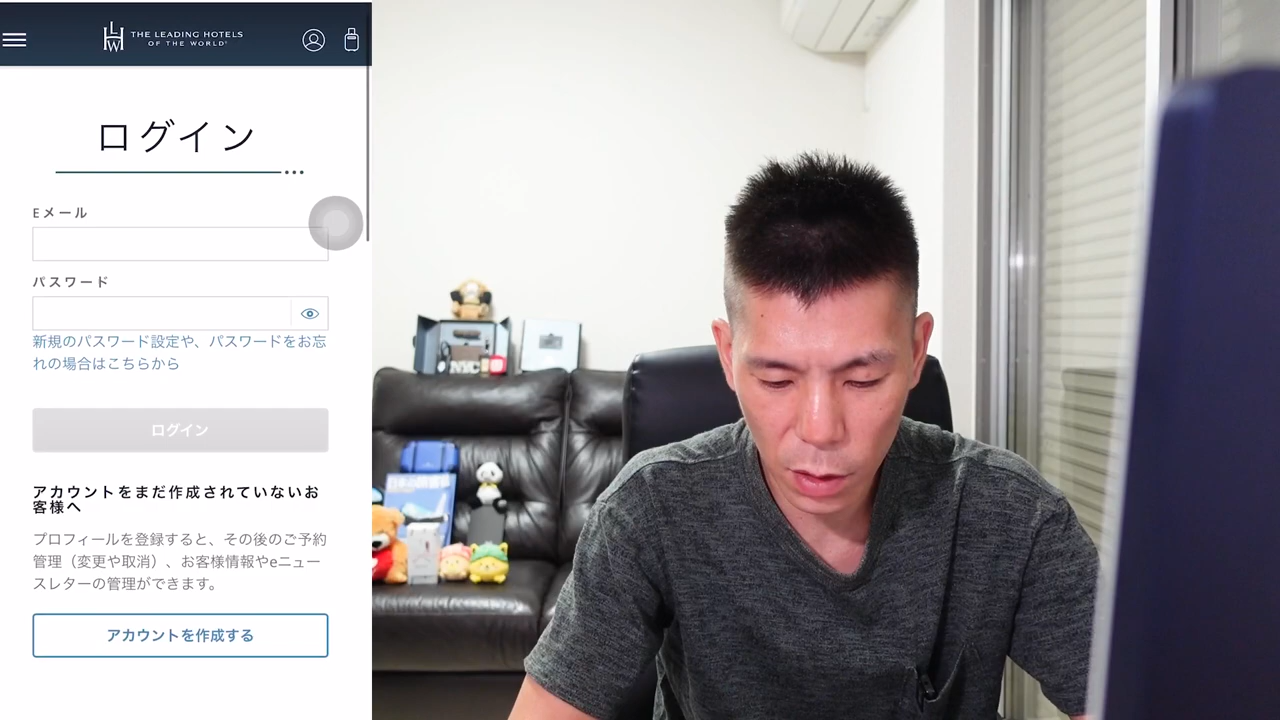 THE LEADING HOTELS
OF THE WORLD
ログイン
Eメール
パスワード
新規のパスワード設定や、パスワードをお忘
れの場合はこちらから
ログイン
アカウントをまだ作成されていないお
客様へ
プロフィールを登録すると、その後のご予約
管理（変更や取消）、お客様情報やeニュー
スレターの管理ができます。
アカウントを作成する
NYC